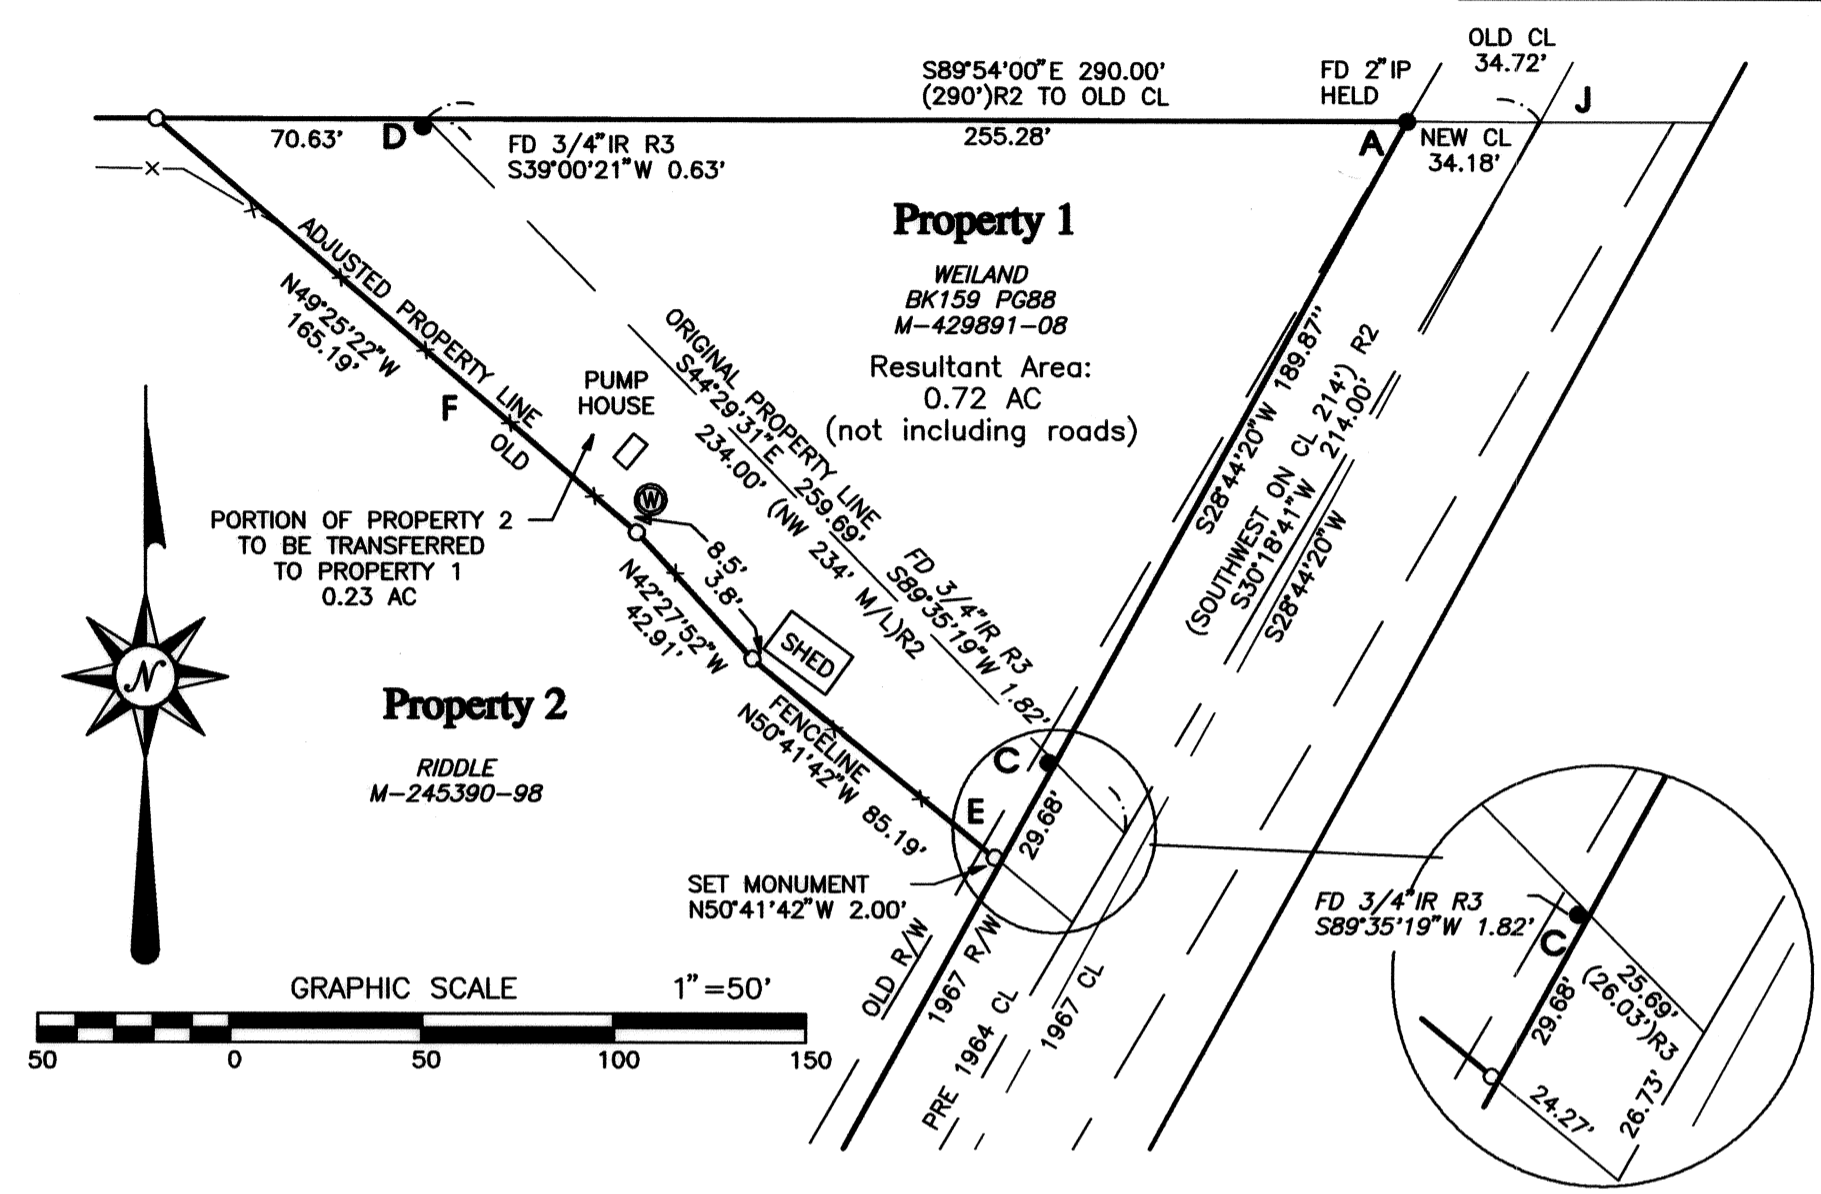 OLD CL
34.72'
S89°54'00"E 290.00'
(290')R2 TO OLD CL
FD 2"IP
HELD
J
70.63'
D
FD 3/4"IR R3
S39°00'21"W 0.63'
255.28'
A
NEW CL
34.18'
Property 1
WEILAND
BK159 PG88
M-429891-08
Resultant Area:
0.72 AC
(not including roads)
ADJUSTED PROPERTY LINE
N49°25'22"W
165.19'
F
OLD
PUMP
HOUSE
ORIGINAL PROPERTY LINE
S44°29'31"E 259.69'
234.00' (NW 234' M/L)R2
FD 3/4"IR R3
S89°35'19"W 1.82'
S28°44'20"W 189.87"
(SOUTHWEST ON CL 214') R2
S30°18'41"W 214.00'
S28°44'20"W
W
PORTION OF PROPERTY 2
TO BE TRANSFERRED
TO PROPERTY 1
0.23 AC
8.5'
3.8'
N42°27'52"W
42.91'
SHED
N
Property 2
RIDDLE
M-245390-98
FENCELINE
N50°41'42"W 85.19'
C
E
29.68'
SET MONUMENT
N50°41'42"W 2.00'
OLD R/W
1967 R/W
PRE 1964 CL
1967 CL
FD 3/4"IR R3
S89°35'19"W 1.82'
C
25.69'
(26.03')R3
29.68'
24.27'
26.73'
GRAPHIC SCALE 1"=50'
50 0 50 100 150